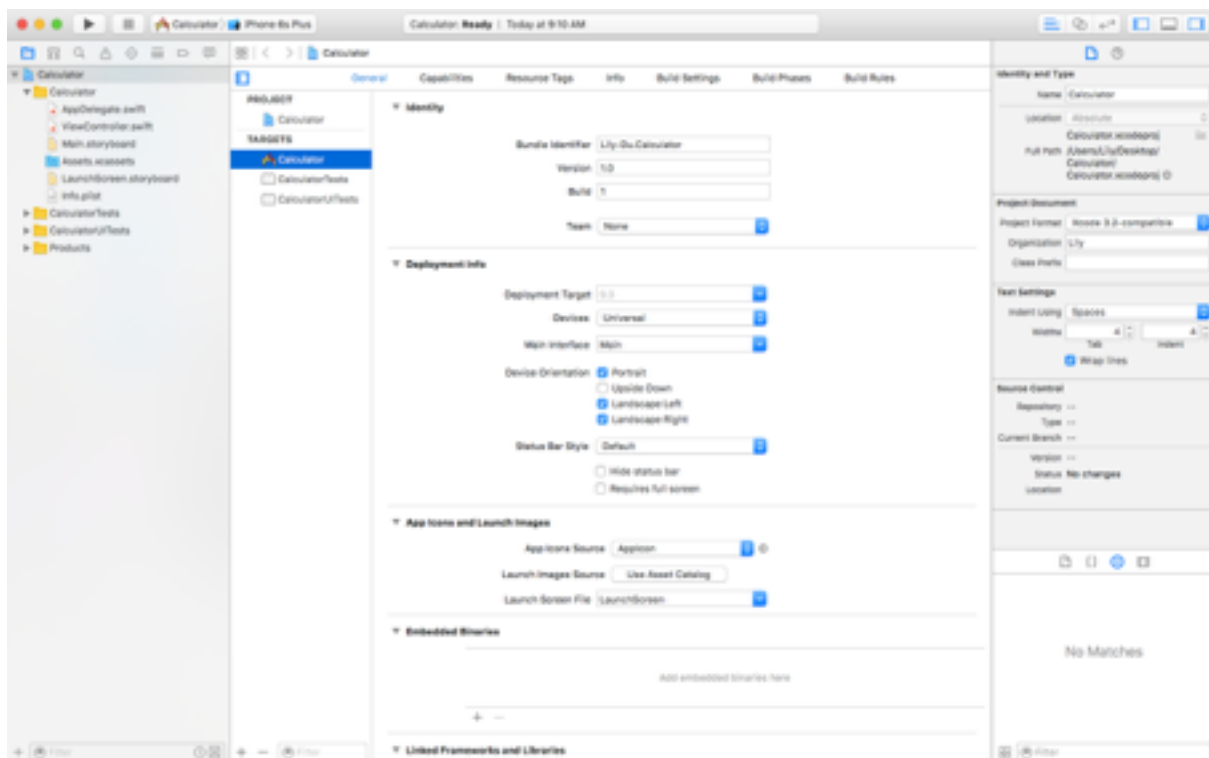 Calculator
iPhone 6s Plus
Calculator: Ready | Today at 9:10 AM
Calculator
Calculator
AppDelegate.swift
ViewController.swift
Main.storyboard
Assets.xcassets
LaunchScreen.storyboard
Info.plist
CalculatorTests
CalculatorUITests
Products
Filter
Calculator
General
Capabilities
Resource Tags
Info
Build Settings
Build Phases
Build Rules
PROJECT
Calculator
TARGETS
Calculator
CalculatorTests
CalculatorUITests
Filter
Identity
Bundle Identifier Lily-Gu.Calculator
Version 1.0
Build 1
Team None
Deployment Info
Deployment Target 9.3
Devices Universal
Main Interface Main
Device Orientation Portrait
Upside Down
Landscape Left
Landscape Right
Status Bar Style Default
Hide status bar
Requires full screen
App Icons and Launch Images
App Icons Source AppIcon
Launch Images Source Use Asset Catalog
Launch Screen File LaunchScreen
Embedded Binaries
Add embedded binaries here
Linked Frameworks and Libraries
Identity and Type
Name Calculator
Location Absolute
Calculator.xcodeproj
Full Path /Users/Lily/Desktop/
Calculator/
Calculator.xcodeproj
Project Document
Project Format Xcode 3.2-compatible
Organization Lily
Class Prefix
Text Settings
Indent Using Spaces
Widths 4 4
Tab Indent
Wrap lines
Source Control
Repository --
Type --
Current Branch --
Version --
Status No changes
Location
No Matches
Filter